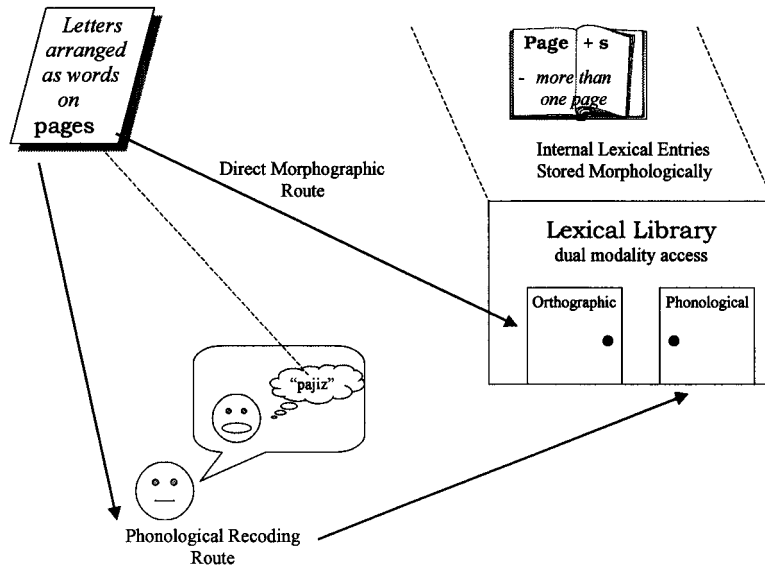 Letters
arranged
as words
on
pages
Page + s
- more than
one page
Internal Lexical Entries
Stored Morphologically
Direct Morphographic
Route
Lexical Library
dual modality access
Orthographic
Phonological
"pajiz"
Phonological Recoding
Route